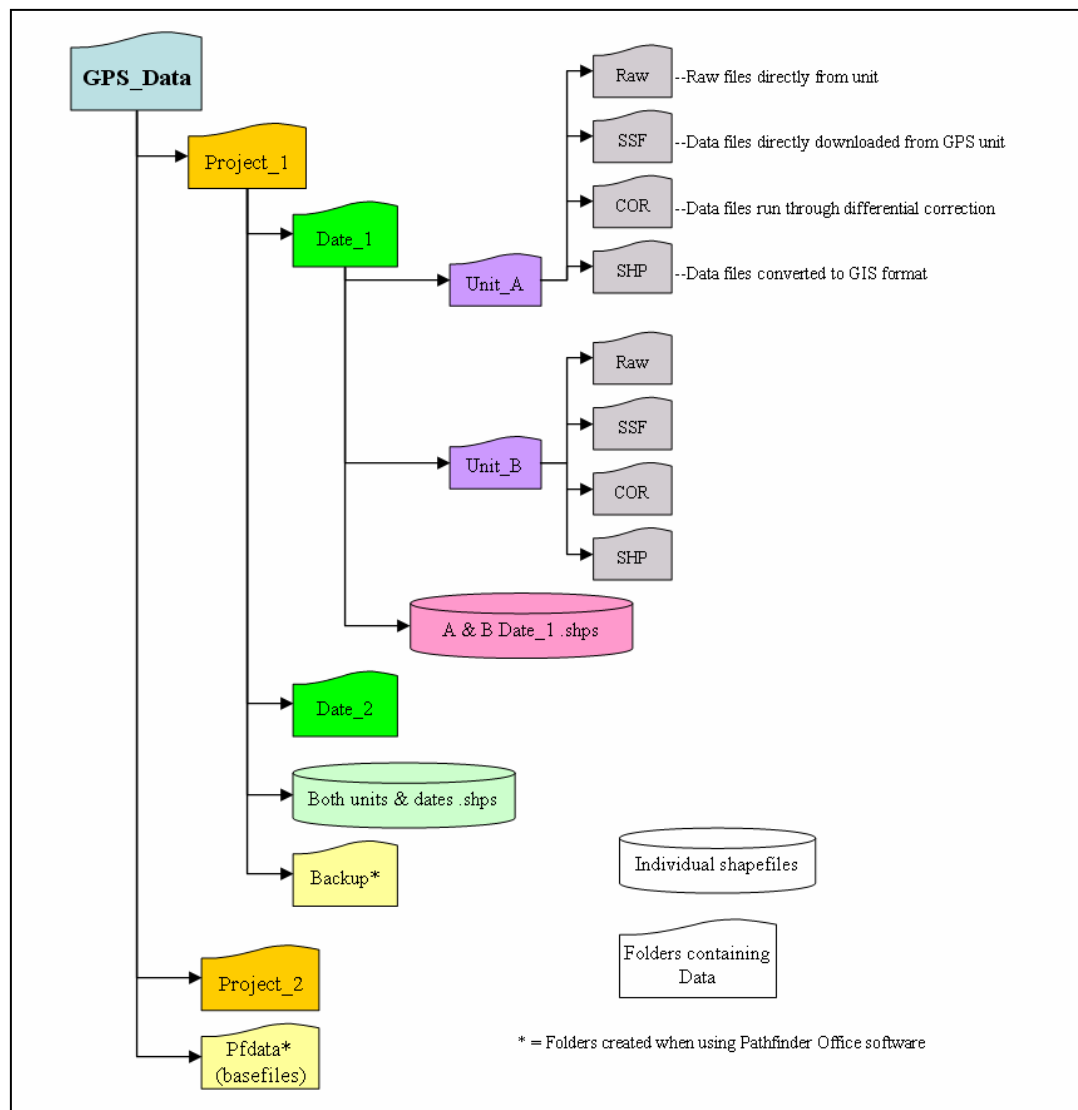 GPS_Data
Project_1
Date_1
Unit_A
Raw
--Raw files directly from unit
SSF
--Data files directly downloaded from GPS unit
COR
--Data files run through differential correction
SHP
--Data files converted to GIS format
Unit_B
Raw
SSF
COR
SHP
A & B Date_1 .shps
Date_2
Both units & dates .shps
Backup*
Project_2
Pfdata*
(basefiles)
Individual shapefiles
Folders containing
Data
* = Folders created when using Pathfinder Office software